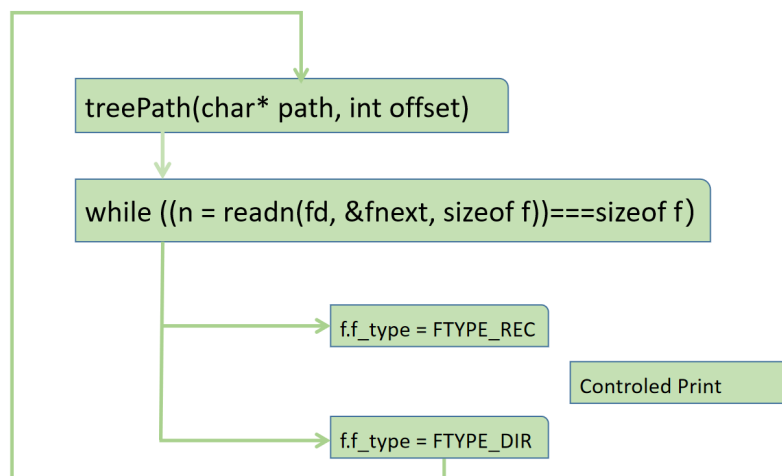 treePath(char* path, int offset)
while ((n = readn(fd, &fnext, sizeof f))===sizeof f)
f.f_type = FTYPE_REC
Controled Print
f.f_type = FTYPE_DIR